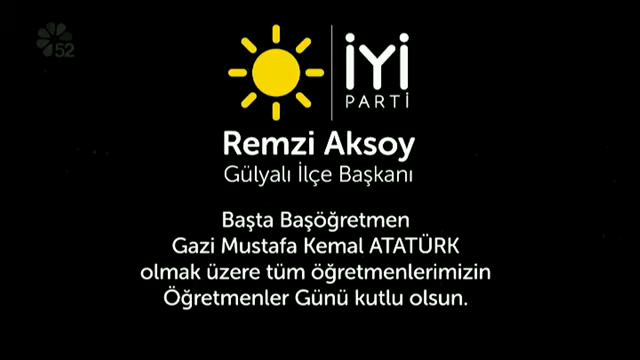 52
İYİ
PARTİ
Remzi Aksoy
Gülyalı İlçe Başkanı
Başta Başöğretmen
Gazi Mustafa Kemal ATATÜRK
olmak üzere tüm öğretmenlerimizin
Öğretmenler Günü kutlu olsun.